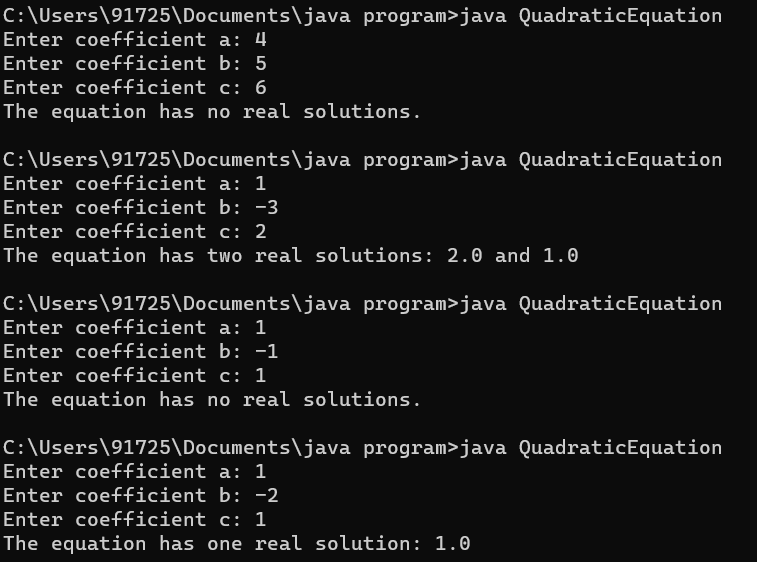 C:\Users\91725\Documents\java program>java QuadraticEquation
Enter coefficient a: 4
Enter coefficient b: 5
Enter coefficient c: 6
The equation has no real solutions.
C:\Users\91725\Documents\java program>java QuadraticEquation
Enter coefficient a: 1
Enter coefficient b: -3
Enter coefficient c: 2
The equation has two real solutions: 2.0 and 1.0
C:\Users\91725\Documents\java program>java QuadraticEquation
Enter coefficient a: 1
Enter coefficient b: -1
Enter coefficient c: 1
The equation has no real solutions.
C:\Users\91725\Documents\java program>java QuadraticEquation
Enter coefficient a: 1
Enter coefficient b: -2
Enter coefficient c: 1
The equation has one real solution: 1.0